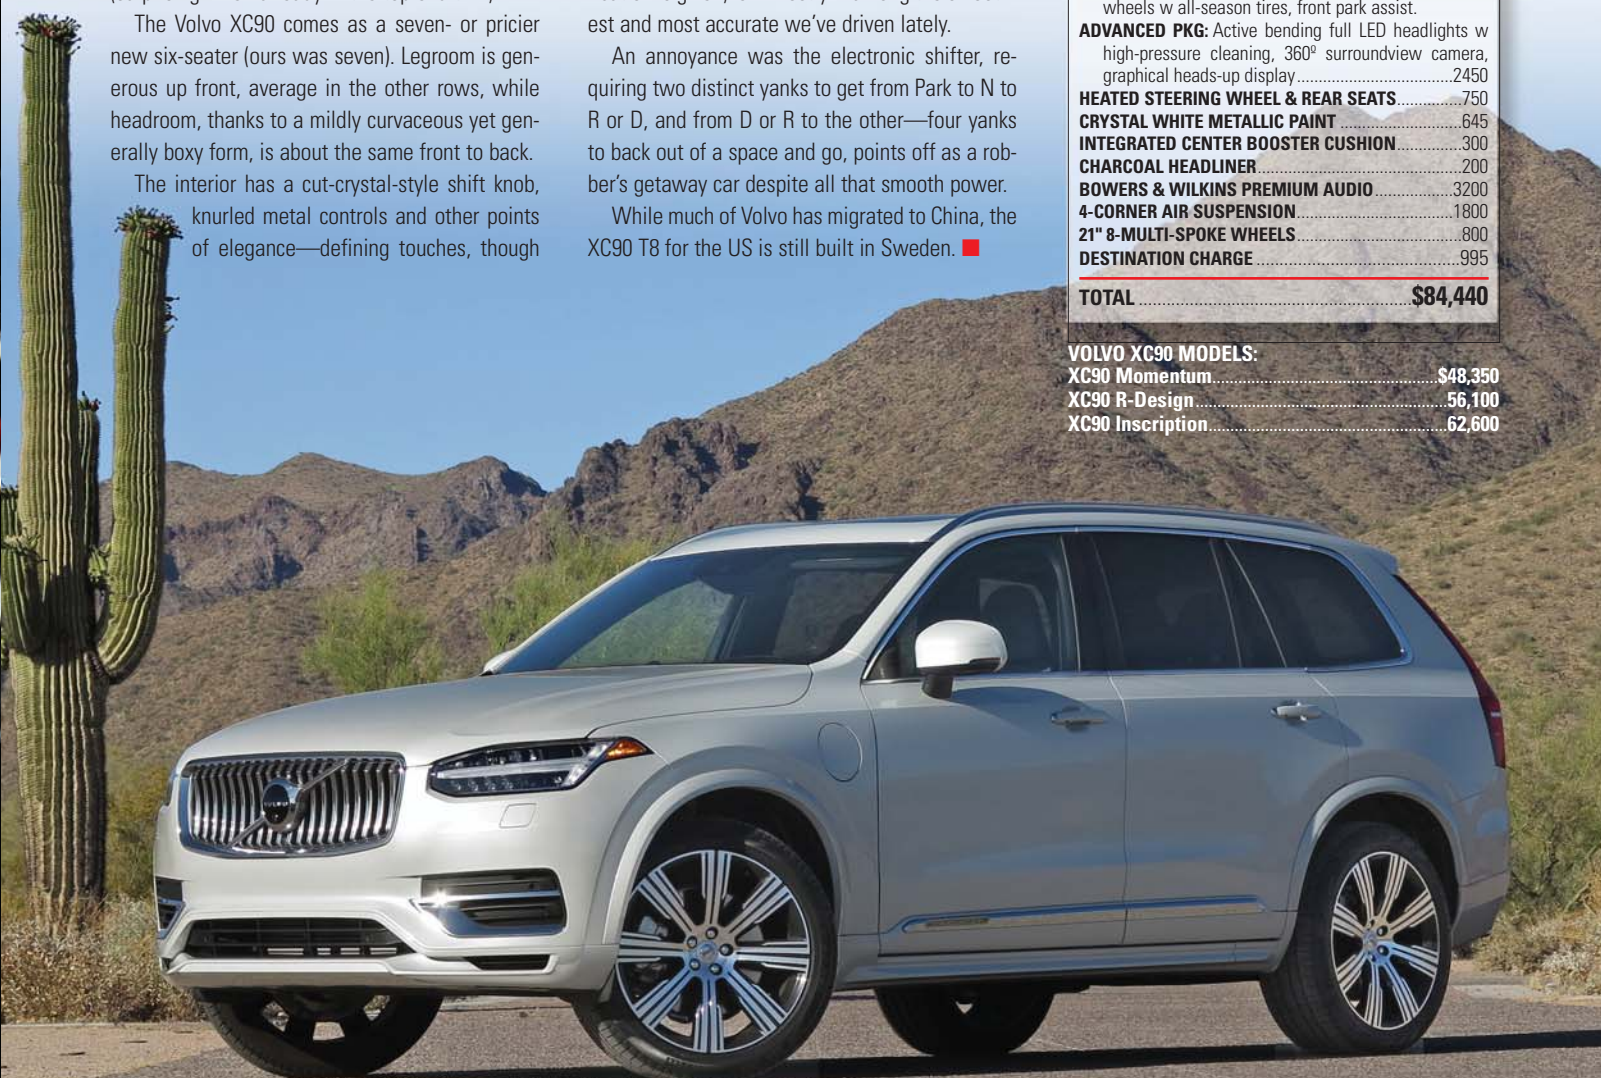 The Volvo XC90 comes as a seven- or pricier
new six-seater (ours was seven). Legroom is gen-
erous up front, average in the other rows, while
headroom, thanks to a mildly curvaceous yet gen-
erally boxy form, is about the same front to back.
The interior has a cut-crystal-style shift knob,
knurled metal controls and other points
of elegance—defining touches, though
est and most accurate we've driven lately.
An annoyance was the electronic shifter, re-
quiring two distinct yanks to get from Park to N to
R or D, and from D or R to the other—four yanks
to back out of a space and go, points off as a rob-
ber's getaway car despite all that smooth power.
While much of Volvo has migrated to China, the
XC90 T8 for the US is still built in Sweden. ■
wheels w all-season tires, front park assist.
ADVANCED PKG: Active bending full LED headlights w
high-pressure cleaning, 360º surroundview camera,
graphical heads-up display....................................2450
HEATED STEERING WHEEL & REAR SEATS...............750
CRYSTAL WHITE METALLIC PAINT............................645
INTEGRATED CENTER BOOSTER CUSHION...............300
CHARCOAL HEADLINER...............................................200
BOWERS & WILKINS PREMIUM AUDIO..................3200
4-CORNER AIR SUSPENSION....................................1800
21" 8-MULTI-SPOKE WHEELS......................................800
DESTINATION CHARGE................................................995
TOTAL...............................................................$84,440
VOLVO XC90 MODELS:
XC90 Momentum....................................................$48,350
XC90 R-Design..........................................................56,100
XC90 Inscription.......................................................62,600
VOLVO